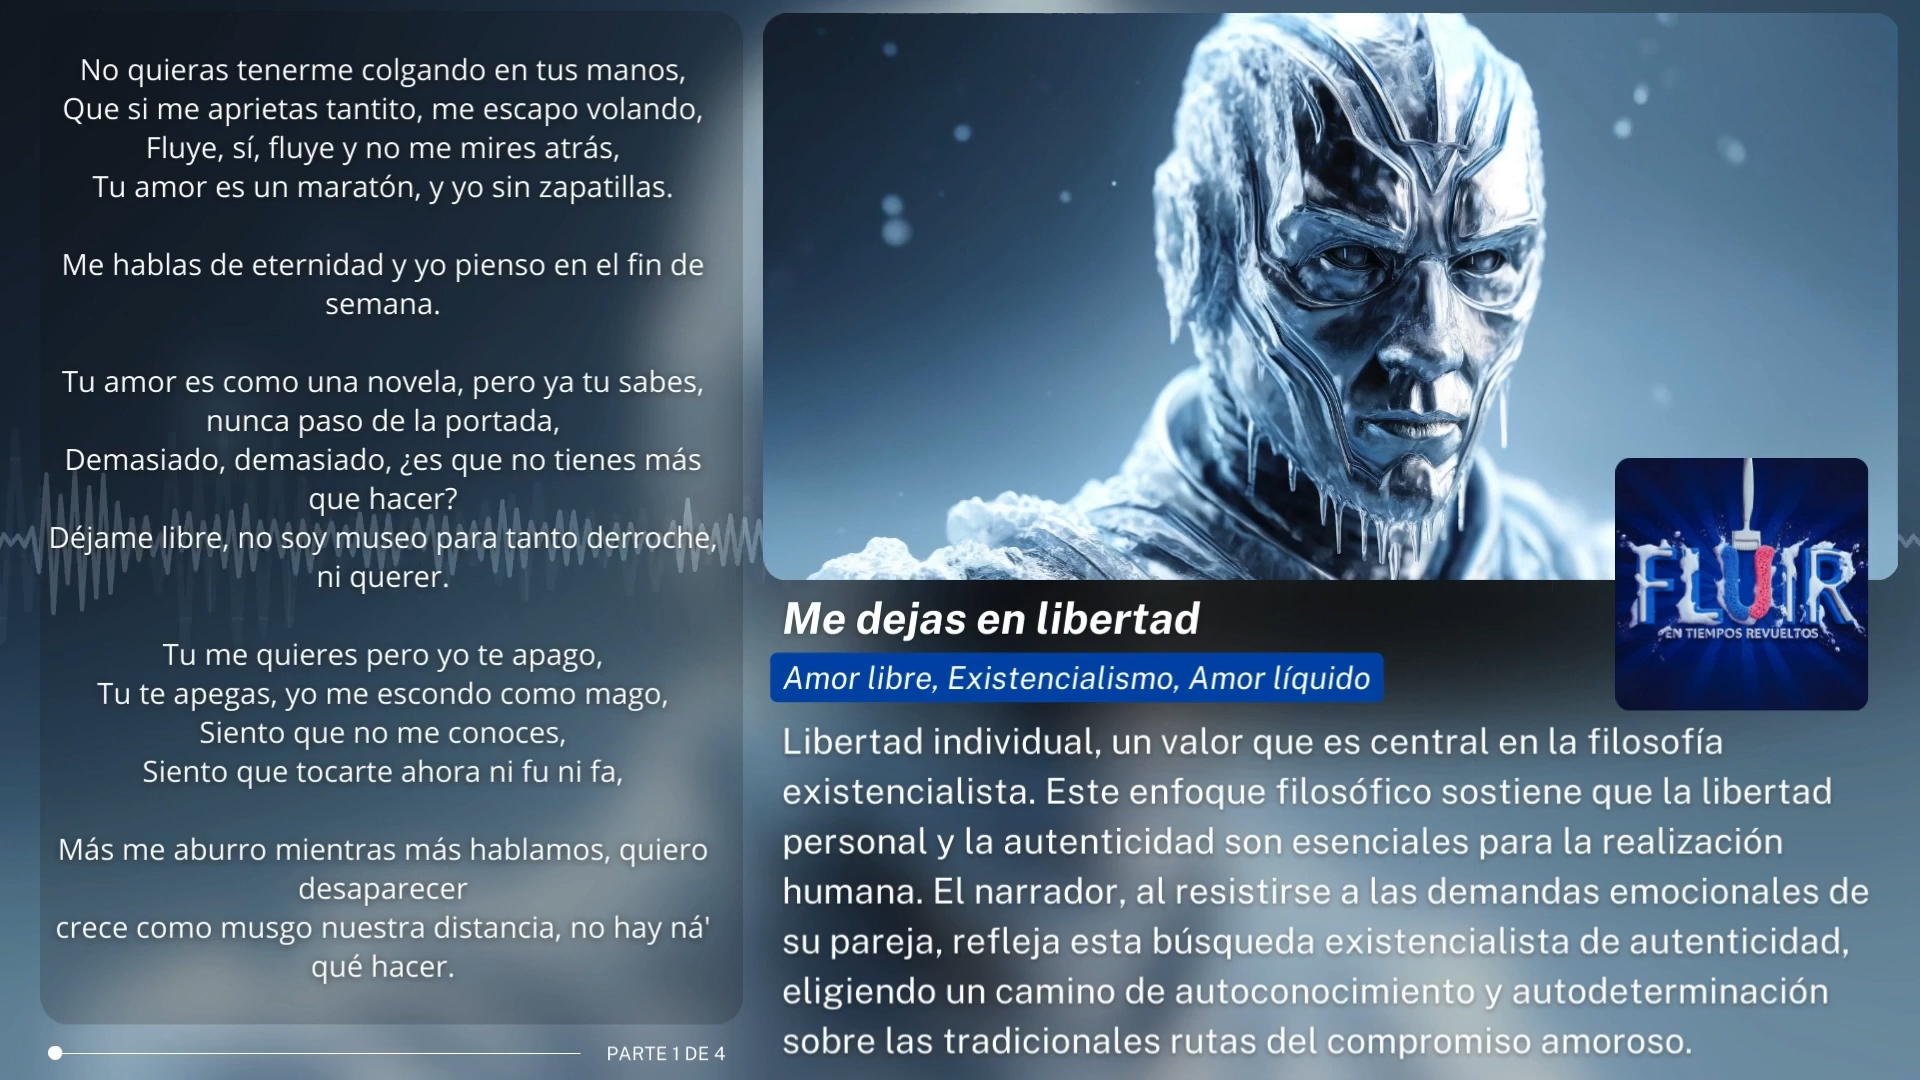 No quieras tenerme colgando en tus manos,
Que si me aprietas tantito, me escapo volando,
Fluye, sí, fluye y no me mires atrás,
Tu amor es un maratón, y yo sin zapatillas.
Me hablas de eternidad y yo pienso en el fin de
semana.
Tu amor es como una novela, pero ya tu sabes,
nunca paso de la portada,
Demasiado, demasiado, ¿es que no tienes más
que hacer?
Déjame libre, no soy museo para tanto derroche,
ni querer.
Tu me quieres pero yo te apago,
Tu te apegas, yo me escondo como mago,
Siento que no me conoces,
Siento que tocarte ahora ni fu ni fa,
Más me aburro mientras más hablamos, quiero
desaparecer
crece como musgo nuestra distancia, no hay ná'
qué hacer.
PARTE 1 DE 4
FLUIR
EN TIEMPOS REVUELTOS
Me dejas en libertad
Amor libre, Existencialismo, Amor líquido
Libertad individual, un valor que es central en la filosofía
existencialista. Este enfoque filosófico sostiene que la libertad
personal y la autenticidad son esenciales para la realización
humana. El narrador, al resistirse a las demandas emocionales de
su pareja, refleja esta búsqueda existencialista de autenticidad,
eligiendo un camino de autoconocimiento y autodeterminación
sobre las tradicionales rutas del compromiso amoroso.